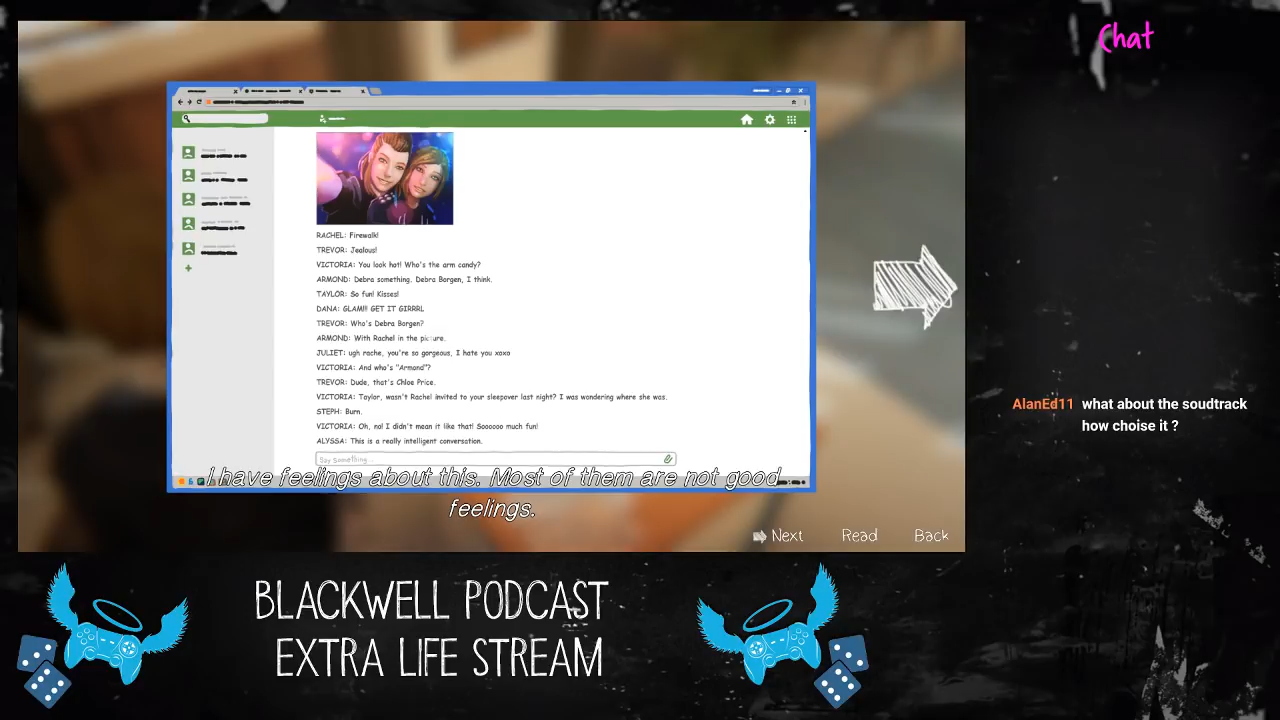 Chat
RACHEL: Firewalk!
TREVOR: Jealous!
VICTORIA: You look hot! Who's the arm candy?
ARMOND: Debra something, Debra Borgen, I think.
TAYLOR: So fun! Kisses!
DANA: GLAM!!! GET IT GIRRRL
TREVOR: Who's Debra Borgen?
ARMOND: With Rachel in the picture.
JULIET: ugh rache, you're so gorgeous, I hate you xoxo
VICTORIA: And who's "Armond"?
TREVOR: Dude, that's Chloe Price.
VICTORIA: Taylor, wasn't Rachel invited to your sleepover last night? I was wondering where she was.
STEPH: Burn.
VICTORIA: Oh, no! I didn't mean it like that! Soooooo much fun!
ALYSSA: This is a really intelligent conversation.
Say Something...
I have feelings about this. Most of them are not good
feelings.
Next Read Back
AlanEd11 what about the soudtrack
how choise it ?
BLACKWELL PODCAST
EXTRA LIFE STREAM